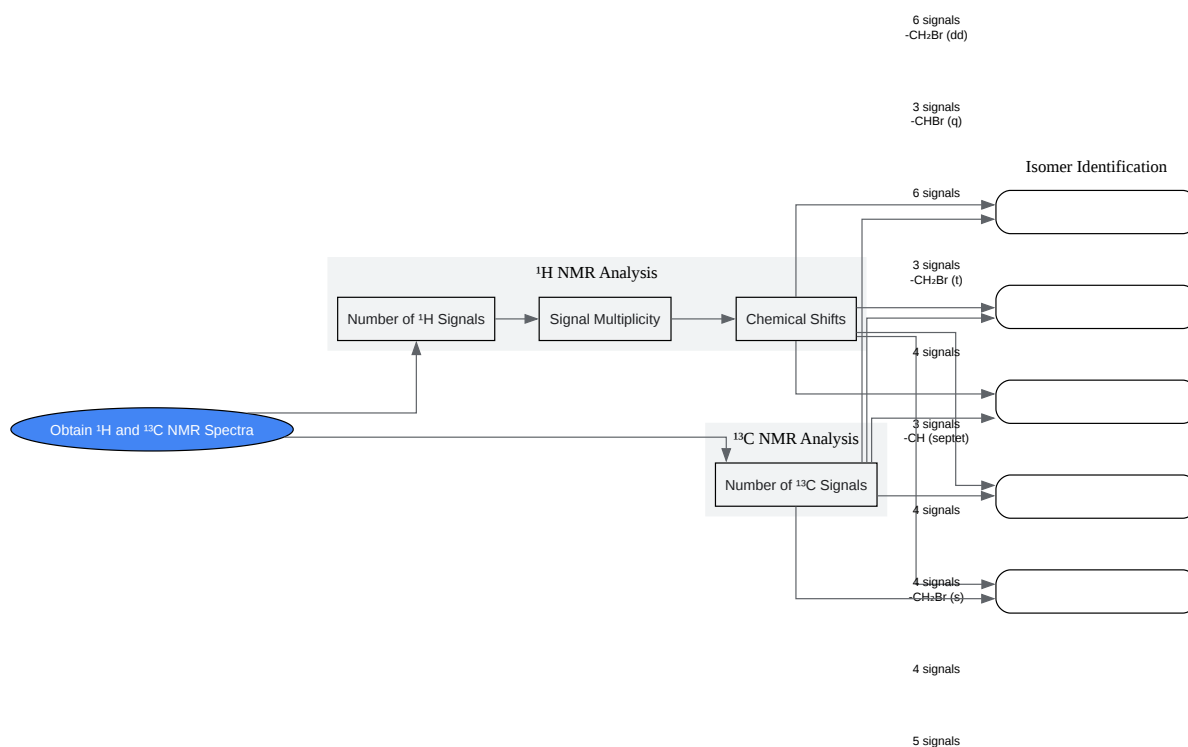 6 signals
-CH₂Br (dd)
3 signals
-CHBr (q)
Isomer Identification
6 signals
3 signals
-CH₂Br (t)
¹H NMR Analysis
Number of ¹H Signals
Signal Multiplicity
Chemical Shifts
4 signals
Obtain ¹H and ¹³C NMR Spectra
3 signals
-CH (septet)
¹³C NMR Analysis
Number of ¹³C Signals
4 signals
4 signals
-CH₂Br (s)
4 signals
5 signals